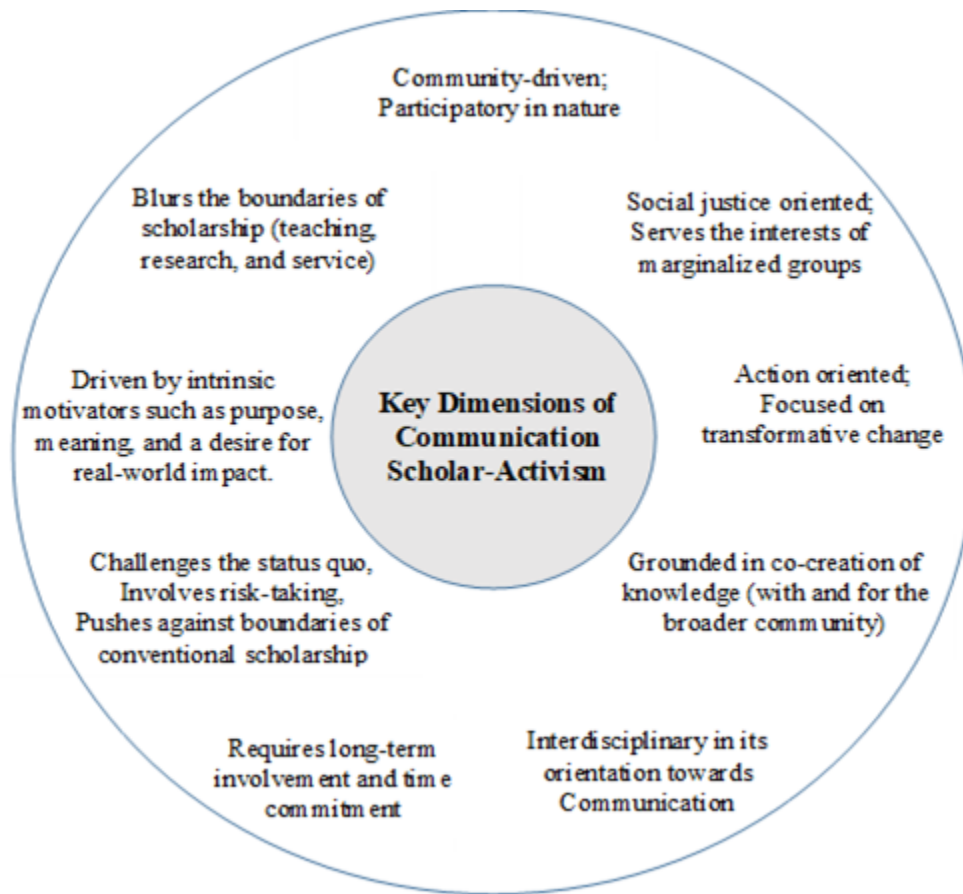 Community-driven;
Participatory in nature
Blurs the boundaries of
scholarship (teaching,
research, and service)
Social justice oriented;
Serves the interests of
marginalized groups
Driven by intrinsic
motivators such as purpose,
meaning, and a desire for
real-world impact.
Key Dimensions of
Communication
Scholar-Activism
Action oriented;
Focused on
transformative change
Challenges the status quo,
Involves risk-taking,
Pushes against boundaries of
conventional scholarship
Grounded in co-creation of
knowledge (with and for the
broader community)
Requires long-term
involvement and time
commitment
Interdisciplinary in its
orientation towards
Communication